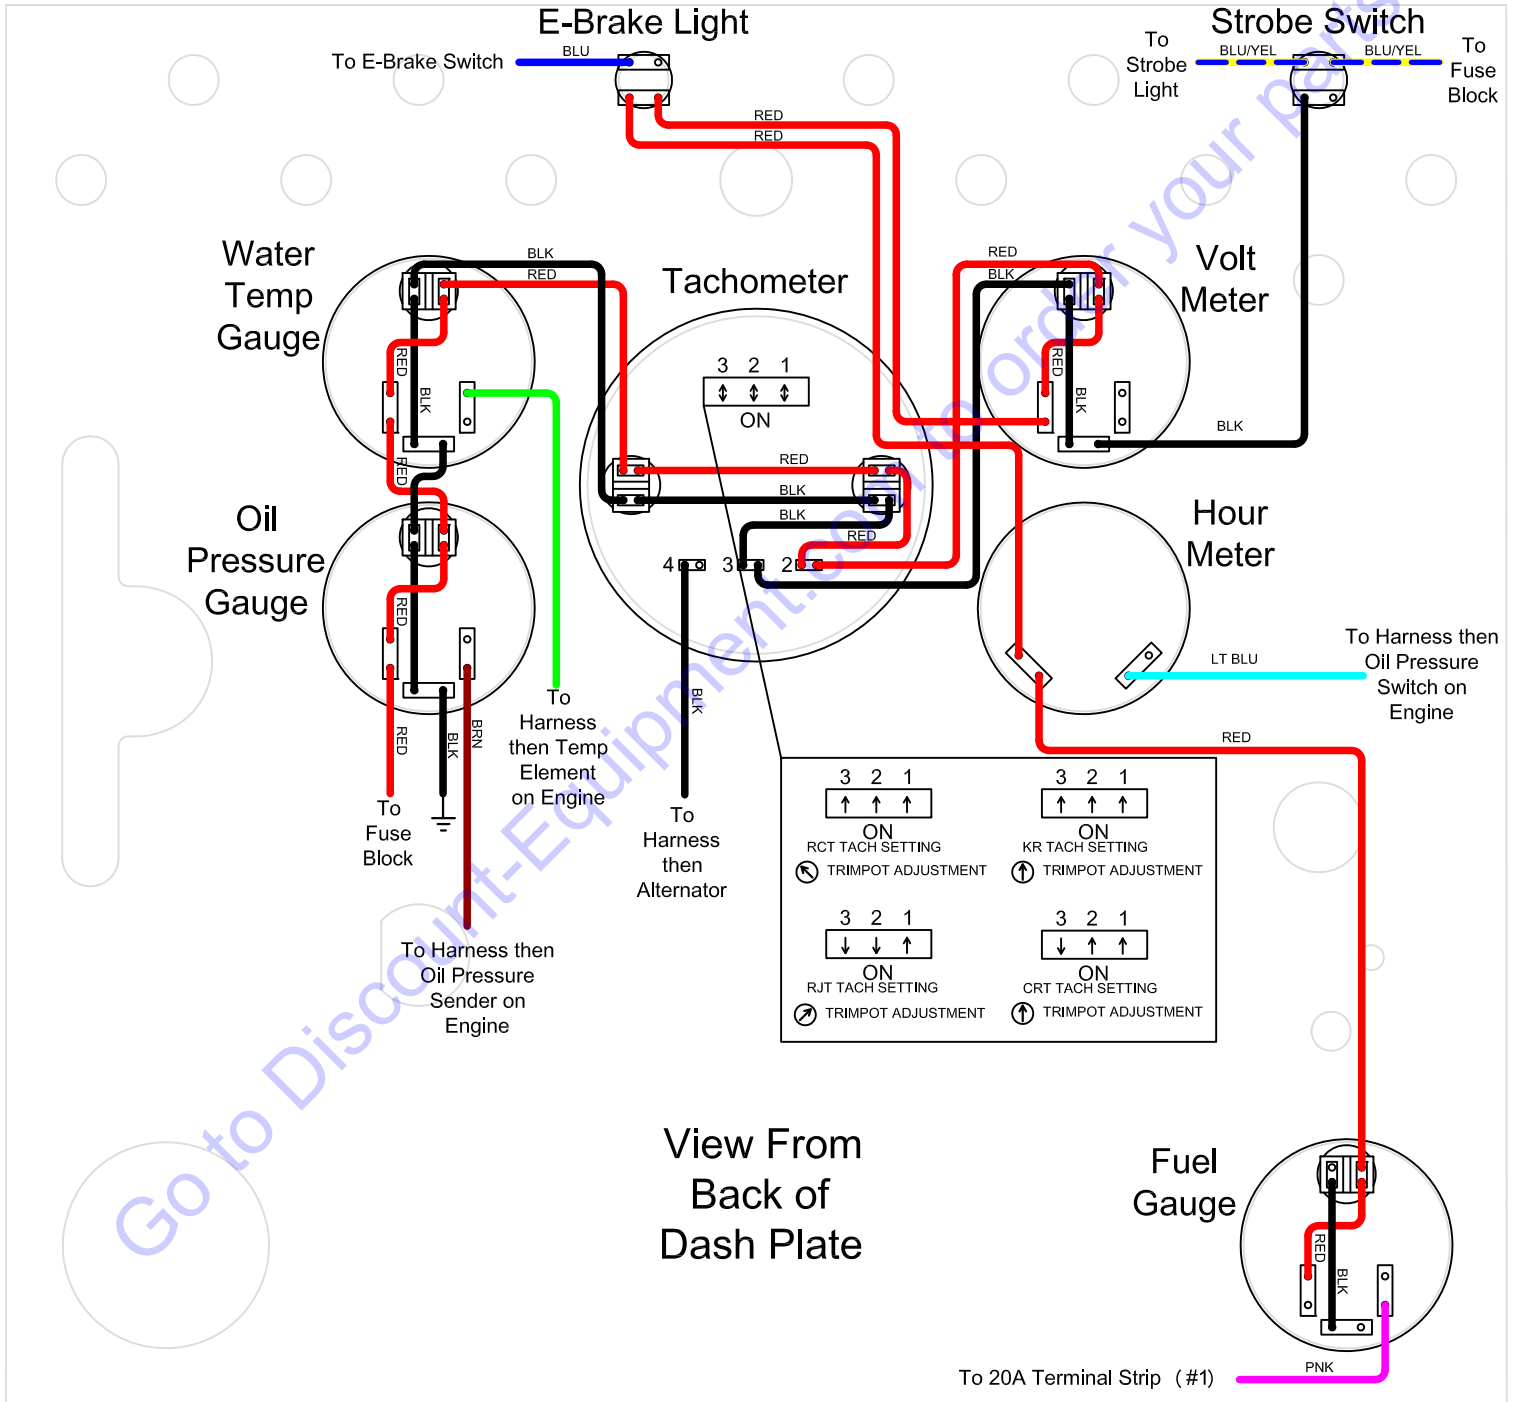 E-Brake Light
Strobe Switch
To E-Brake Switch
BLU
To
Strobe
Light
BLU/YEL
BLU/YEL
To
Fuse
Block
RED
RED
Water
Temp
Gauge
BLK
RED
Tachometer
RED
BLK
Volt
Meter
3 2 1
ON
RED
BLK
RED
BLK
BLK
RED
RED
BLK
BLK
RED
4
3
2
Oil
Pressure
Gauge
Hour
Meter
RED
To Harness then
Oil Pressure
Switch on
Engine
LT BLU
RED
BLK
BRN
BLK
RED
To
Harness
then Temp
Element
on Engine
To
Fuse
Block
To
Harness
then
Alternator
3 2 1
ON
RCT TACH SETTING
TRIMPOT ADJUSTMENT
3 2 1
ON
KR TACH SETTING
TRIMPOT ADJUSTMENT
3 2 1
ON
RJT TACH SETTING
TRIMPOT ADJUSTMENT
3 2 1
ON
CRT TACH SETTING
TRIMPOT ADJUSTMENT
To Harness then
Oil Pressure
Sender on
Engine
View From
Back of
Dash Plate
Fuel
Gauge
RED
BLK
PNK
To 20A Terminal Strip (#1)
Go to Discount-Equipment.com to order your parts